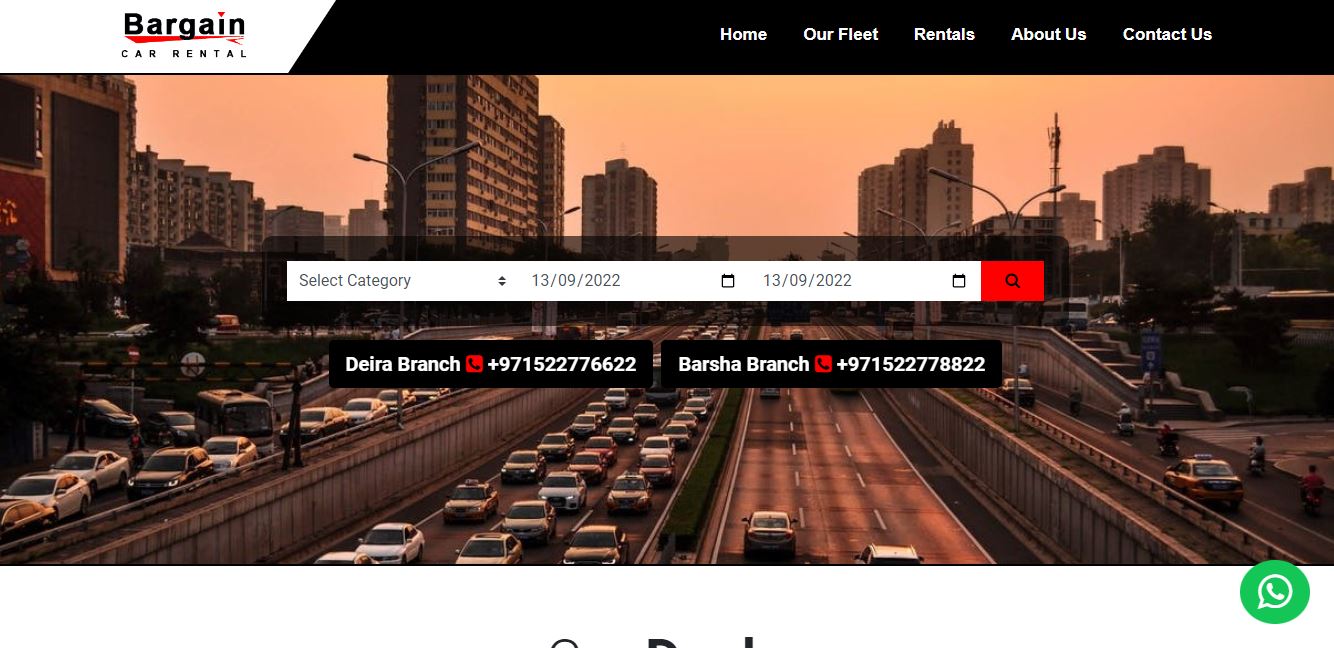 Bargain
CAR RENTAL
Home Our Fleet Rentals About Us Contact Us
Select Category 13/09/2022 13/09/2022
Deira Branch +971522776622 Barsha Branch +971522778822